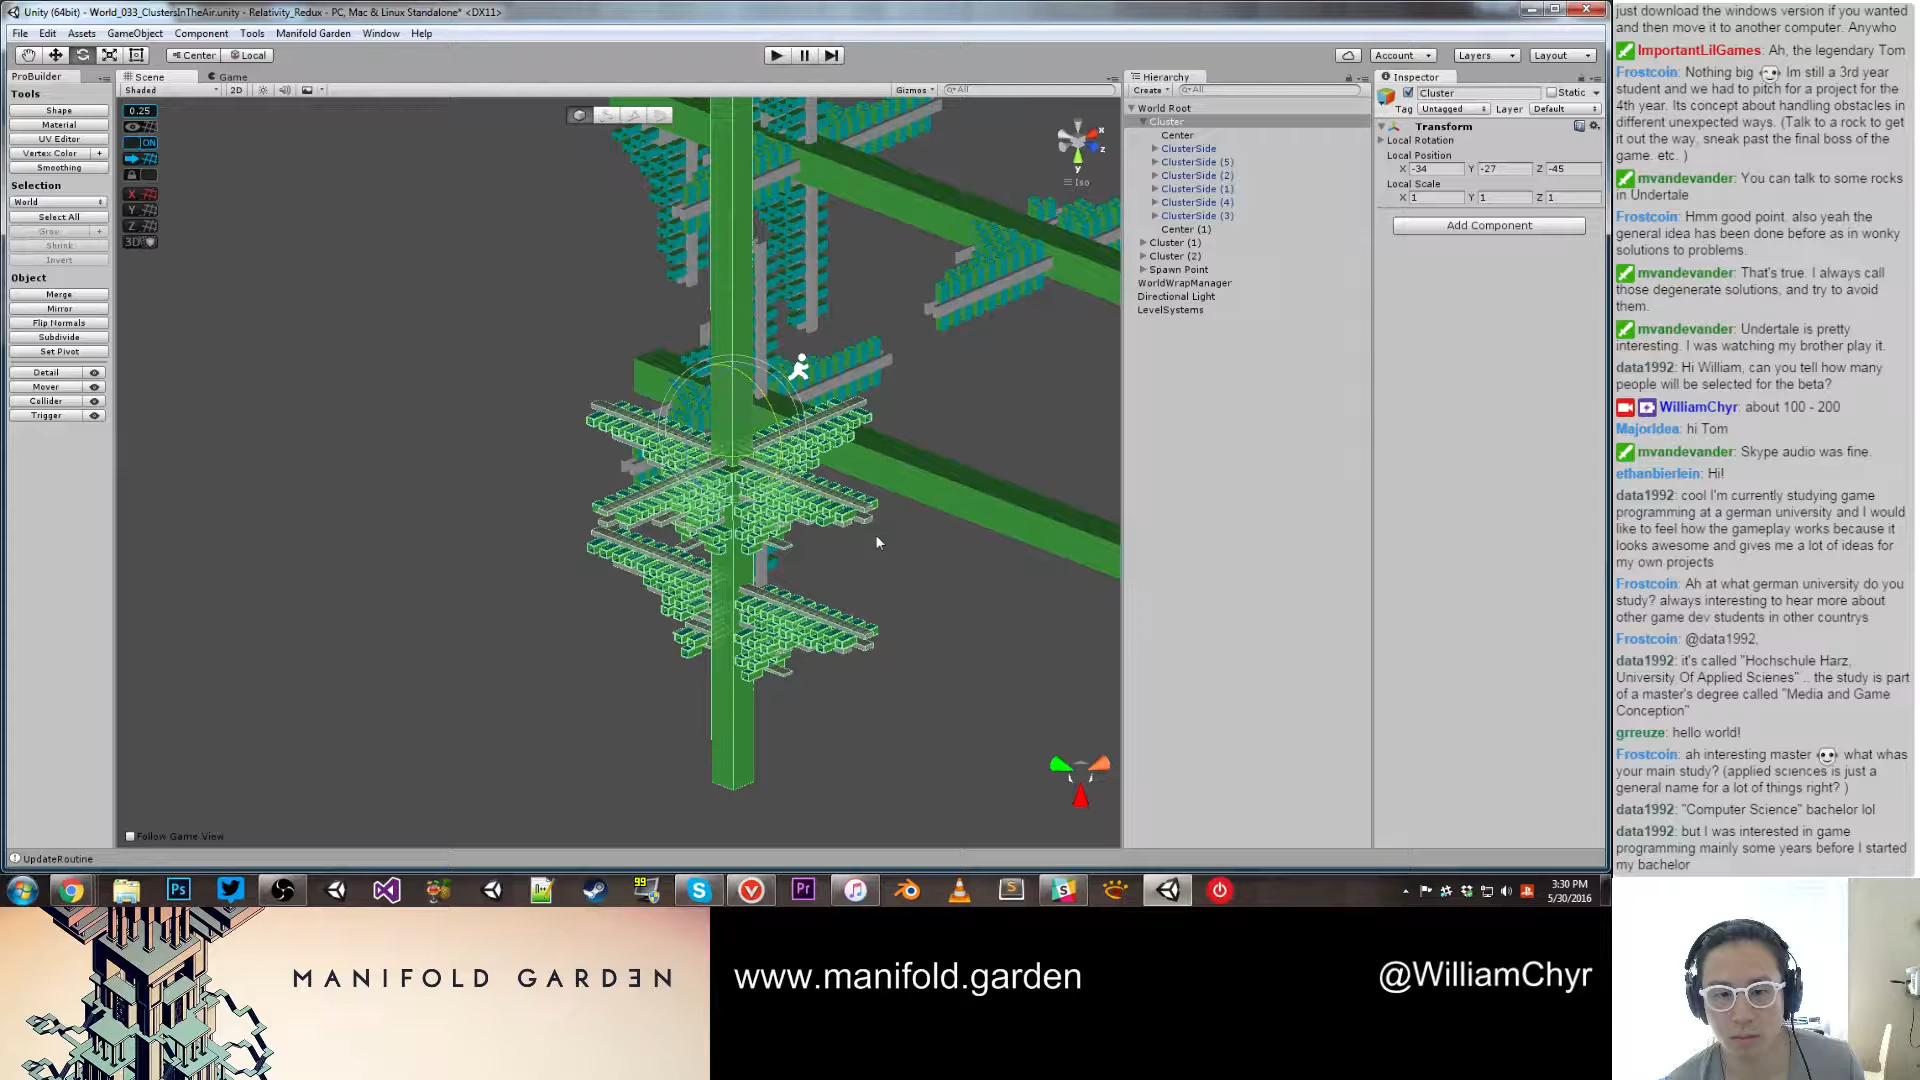 Unity (64bit) - World_033_ClustersInTheAir.unity - Relativity_Redux - PC, Mac & Linux Standalone* <DX11>
File Edit Assets GameObject Component Tools Manifold Garden Window Help
Center Local Account Layers Layout
ProBuilder Scene Game Hierarchy Inspector
Shaded 2D Gizmos All Create All
Tools
Shape
Material
UV Editor
Vertex Color +
Smoothing
Selection
World
Select All
Grow +
Shrink
Invert
Object
Merge
Mirror
Flip Normals
Subdivide
Set Pivot
Detail
Mover
Collider
Trigger
0.25
ON
X
Y
Z
3D
x
z
y
Iso
Follow Game View
UpdateRoutine
World Root
Cluster
Center
ClusterSide
ClusterSide (5)
ClusterSide (2)
ClusterSide (1)
ClusterSide (4)
ClusterSide (3)
Center (1)
Cluster (1)
Cluster (2)
Spawn Point
WorldWrapManager
Directional Light
LevelSystems
Cluster Static
Tag Untagged Layer Default
Transform
Local Rotation
Local Position
X -34 Y -27 Z -45
Local Scale
X 1 Y 1 Z 1
Add Component
just download the windows version if you wanted
and then move it to another computer. Anywho
ImportantLilGames: Ah, the legendary Tom
Frostcoin: Nothing big Im still a 3rd year
student and we had to pitch for a project for the
4th year. Its concept about handling obstacles in
different unexpected ways. (Talk to a rock to get
it out the way, sneak past the final boss of the
game. etc. )
mvandevander: You can talk to some rocks
in Undertale
Frostcoin: Hmm good point. also yeah the
general idea has been done before as in wonky
solutions to problems.
mvandevander: That's true. I always call
those degenerate solutions, and try to avoid
them.
mvandevander: Undertale is pretty
interesting. I was watching my brother play it.
data1992: Hi William, can you tell how many
people will be selected for the beta?
WilliamChyr: about 100 - 200
MajorIdea: hi Tom
mvandevander: Skype audio was fine.
ethanbierlein: Hi!
data1992: cool I'm currently studying game
programming at a german university and I would
like to feel how the gameplay works because it
looks awesome and gives me a lot of ideas for
my own projects
Frostcoin: Ah at what german university do you
study? always interesting to hear more about
other game dev students in other countrys
Frostcoin: @data1992,
data1992: it's called "Hochschule Harz,
University Of Applied Scienes" .. the study is part
of a master's degree called "Media and Game
Conception"
grreuze: hello world!
Frostcoin: ah interesting master what whas
your main study? (applied sciences is just a
general name for a lot of things right? )
data1992: "Computer Science" bachelor lol
data1992: but I was interested in game
programming mainly some years before I started
my bachelor
Ps
99
Pr
3:30 PM
5/30/2016
MANIFOLD GARDƎN
www.manifold.garden
@WilliamChyr